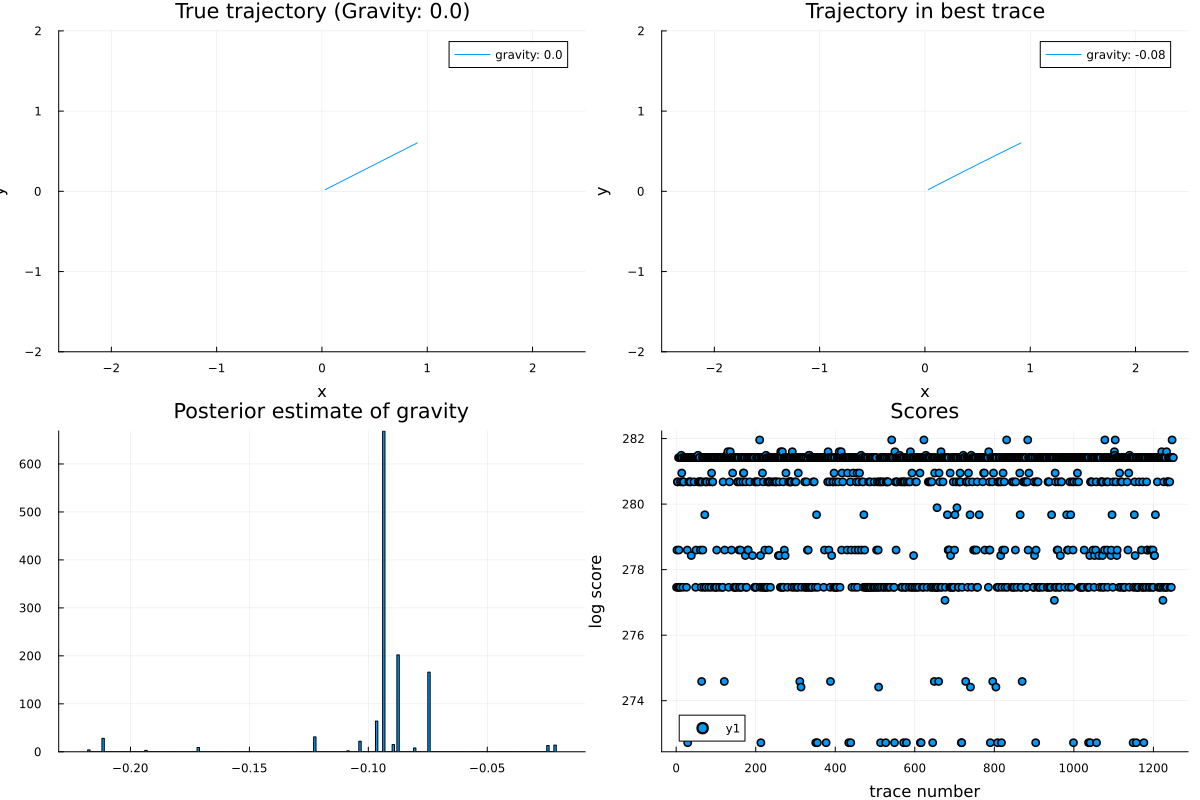 True trajectory (Gravity: 0.0)
gravity: 0.0
2
1
0
−1
−2
y
−2 −1 0 1 2
x
Trajectory in best trace
gravity: -0.08
2
1
0
−1
−2
y
−2 −1 0 1 2
x
Posterior estimate of gravity
600
500
400
300
200
100
0
−0.20 −0.15 −0.10 −0.05
Scores
282
280
278
276
274
log score
y1
0 200 400 600 800 1000 1200
trace number